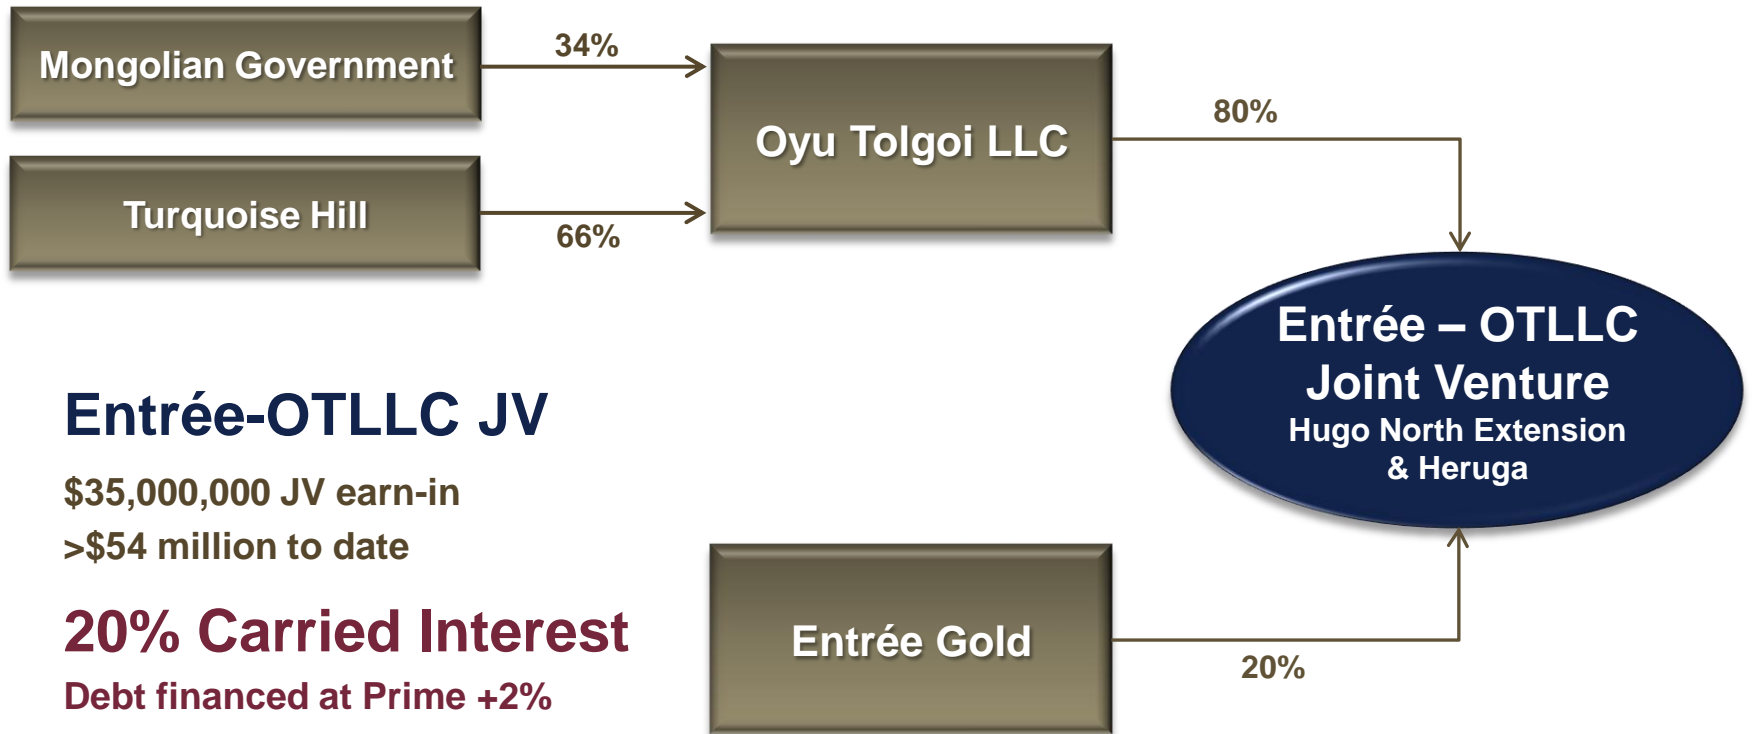 Mongolian Government
34%
Oyu Tolgoi LLC
80%
Turquoise Hill
66%
Entrée – OTLLC
Joint Venture
Hugo North Extension
& Heruga
Entrée-OTLLC JV
$35,000,000 JV earn-in
>$54 million to date
20% Carried Interest
Debt financed at Prime +2%
Entrée Gold
20%